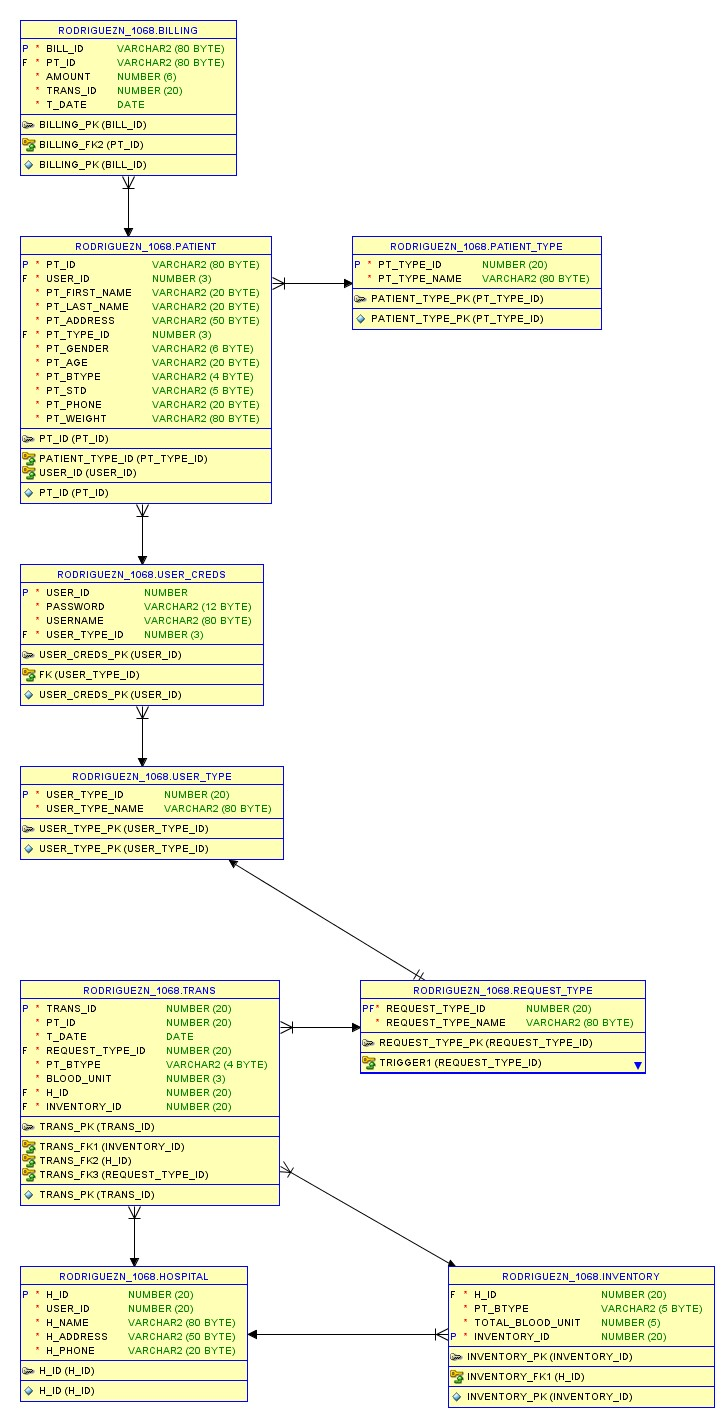 RODRIGUEZN_1068.BILLING
P * BILL_ID VARCHAR2 (80 BYTE)
F * PT_ID VARCHAR2 (80 BYTE)
* AMOUNT NUMBER (6)
* TRANS_ID NUMBER (20)
* T_DATE DATE
BILLING_PK (BILL_ID)
BILLING_FK2 (PT_ID)
BILLING_PK (BILL_ID)
RODRIGUEZN_1068.PATIENT
P * PT_ID VARCHAR2 (80 BYTE)
F * USER_ID NUMBER (3)
* PT_FIRST_NAME VARCHAR2 (20 BYTE)
* PT_LAST_NAME VARCHAR2 (20 BYTE)
* PT_ADDRESS VARCHAR2 (50 BYTE)
F * PT_TYPE_ID NUMBER (3)
* PT_GENDER VARCHAR2 (6 BYTE)
* PT_AGE VARCHAR2 (20 BYTE)
* PT_BTYPE VARCHAR2 (4 BYTE)
* PT_STD VARCHAR2 (5 BYTE)
* PT_PHONE VARCHAR2 (20 BYTE)
* PT_WEIGHT VARCHAR2 (80 BYTE)
PT_ID (PT_ID)
PATIENT_TYPE_ID (PT_TYPE_ID)
USER_ID (USER_ID)
PT_ID (PT_ID)
RODRIGUEZN_1068.PATIENT_TYPE
P * PT_TYPE_ID NUMBER (20)
* PT_TYPE_NAME VARCHAR2 (80 BYTE)
PATIENT_TYPE_PK (PT_TYPE_ID)
PATIENT_TYPE_PK (PT_TYPE_ID)
RODRIGUEZN_1068.USER_CREDS
P * USER_ID NUMBER
* PASSWORD VARCHAR2 (12 BYTE)
* USERNAME VARCHAR2 (80 BYTE)
F * USER_TYPE_ID NUMBER (3)
USER_CREDS_PK (USER_ID)
FK (USER_TYPE_ID)
USER_CREDS_PK (USER_ID)
RODRIGUEZN_1068.USER_TYPE
P * USER_TYPE_ID NUMBER (20)
* USER_TYPE_NAME VARCHAR2 (80 BYTE)
USER_TYPE_PK (USER_TYPE_ID)
USER_TYPE_PK (USER_TYPE_ID)
RODRIGUEZN_1068.TRANS
P * TRANS_ID NUMBER (20)
* PT_ID NUMBER (20)
* T_DATE DATE
F * REQUEST_TYPE_ID NUMBER (20)
* PT_BTYPE VARCHAR2 (4 BYTE)
* BLOOD_UNIT NUMBER (3)
F * H_ID NUMBER (20)
F * INVENTORY_ID NUMBER (20)
TRANS_PK (TRANS_ID)
TRANS_FK1 (INVENTORY_ID)
TRANS_FK2 (H_ID)
TRANS_FK3 (REQUEST_TYPE_ID)
TRANS_PK (TRANS_ID)
RODRIGUEZN_1068.REQUEST_TYPE
PF* REQUEST_TYPE_ID NUMBER (20)
* REQUEST_TYPE_NAME VARCHAR2 (80 BYTE)
REQUEST_TYPE_PK (REQUEST_TYPE_ID)
TRIGGER1 (REQUEST_TYPE_ID)
RODRIGUEZN_1068.HOSPITAL
P * H_ID NUMBER (20)
* USER_ID NUMBER (20)
* H_NAME VARCHAR2 (80 BYTE)
* H_ADDRESS VARCHAR2 (50 BYTE)
* H_PHONE VARCHAR2 (20 BYTE)
H_ID (H_ID)
H_ID (H_ID)
RODRIGUEZN_1068.INVENTORY
F * H_ID NUMBER (20)
* PT_BTYPE VARCHAR2 (5 BYTE)
* TOTAL_BLOOD_UNIT NUMBER (5)
P * INVENTORY_ID NUMBER (20)
INVENTORY_PK (INVENTORY_ID)
INVENTORY_FK1 (H_ID)
INVENTORY_PK (INVENTORY_ID)